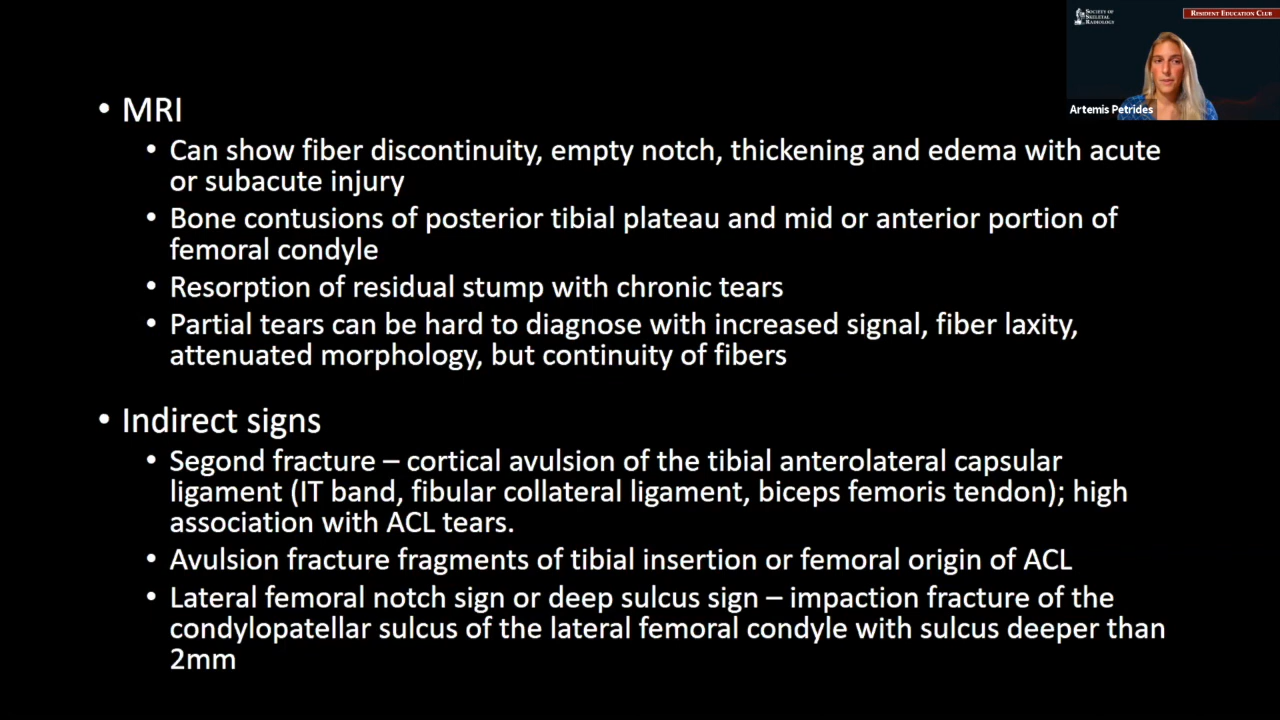 SOCIETY OF
SKELETAL
RADIOLOGY
RESIDENT EDUCATION CLUB
Artemis Petrides
• MRI
• Can show fiber discontinuity, empty notch, thickening and edema with acute
or subacute injury
• Bone contusions of posterior tibial plateau and mid or anterior portion of
femoral condyle
• Resorption of residual stump with chronic tears
• Partial tears can be hard to diagnose with increased signal, fiber laxity,
attenuated morphology, but continuity of fibers
• Indirect signs
• Segond fracture – cortical avulsion of the tibial anterolateral capsular
ligament (IT band, fibular collateral ligament, biceps femoris tendon); high
association with ACL tears.
• Avulsion fracture fragments of tibial insertion or femoral origin of ACL
• Lateral femoral notch sign or deep sulcus sign – impaction fracture of the
condylopatellar sulcus of the lateral femoral condyle with sulcus deeper than
2mm